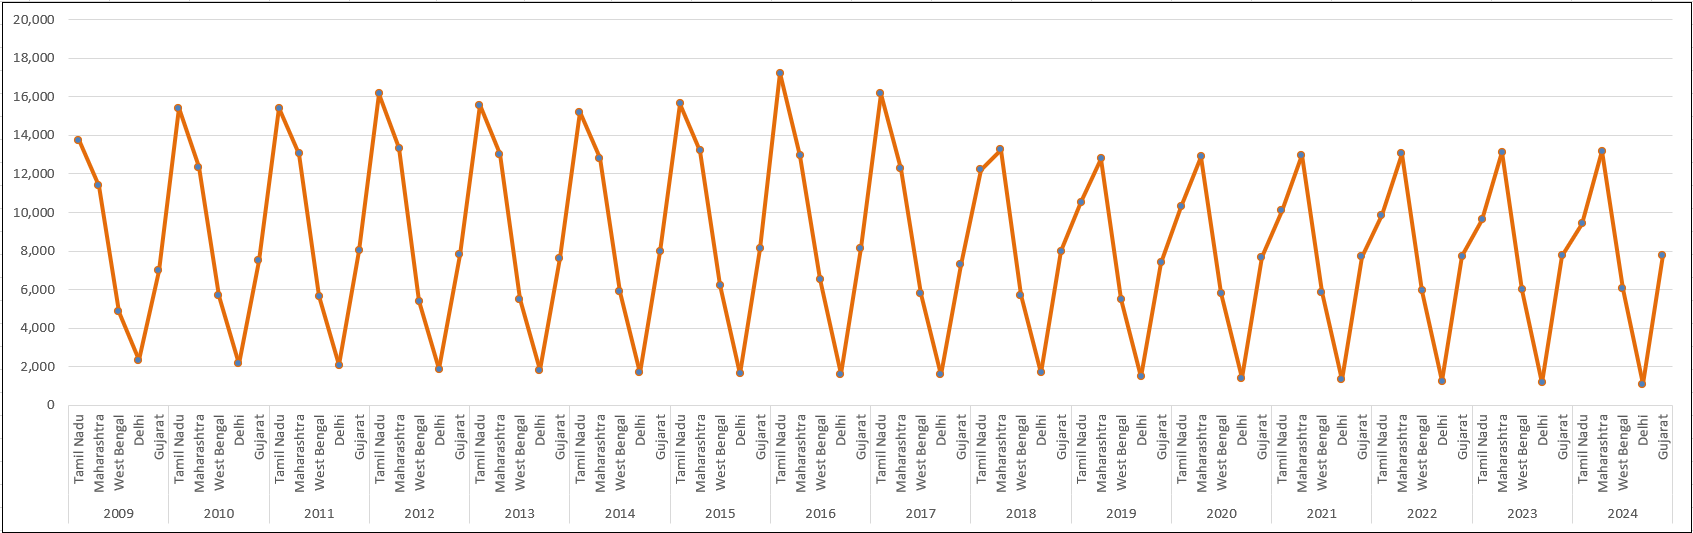 20,000
18,000
16,000
14,000
12,000
10,000
8,000
6,000
4,000
2,000
0
Tamil Nadu
Maharashtra
West Bengal
Delhi
Gujarat
Tamil Nadu
Maharashtra
West Bengal
Delhi
Gujarat
Tamil Nadu
Maharashtra
West Bengal
Delhi
Gujarat
Tamil Nadu
Maharashtra
West Bengal
Delhi
Gujarat
Tamil Nadu
Maharashtra
West Bengal
Delhi
Gujarat
Tamil Nadu
Maharashtra
West Bengal
Delhi
Gujarat
Tamil Nadu
Maharashtra
West Bengal
Delhi
Gujarat
Tamil Nadu
Maharashtra
West Bengal
Delhi
Gujarat
Tamil Nadu
Maharashtra
West Bengal
Delhi
Gujarat
Tamil Nadu
Maharashtra
West Bengal
Delhi
Gujarat
Tamil Nadu
Maharashtra
West Bengal
Delhi
Gujarat
Tamil Nadu
Maharashtra
West Bengal
Delhi
Gujarat
Tamil Nadu
Maharashtra
West Bengal
Delhi
Gujarat
Tamil Nadu
Maharashtra
West Bengal
Delhi
Gujarat
Tamil Nadu
Maharashtra
West Bengal
Delhi
Gujarat
Tamil Nadu
Maharashtra
West Bengal
Delhi
Gujarat
2009 2010 2011 2012 2013 2014 2015 2016 2017 2018 2019 2020 2021 2022 2023 2024